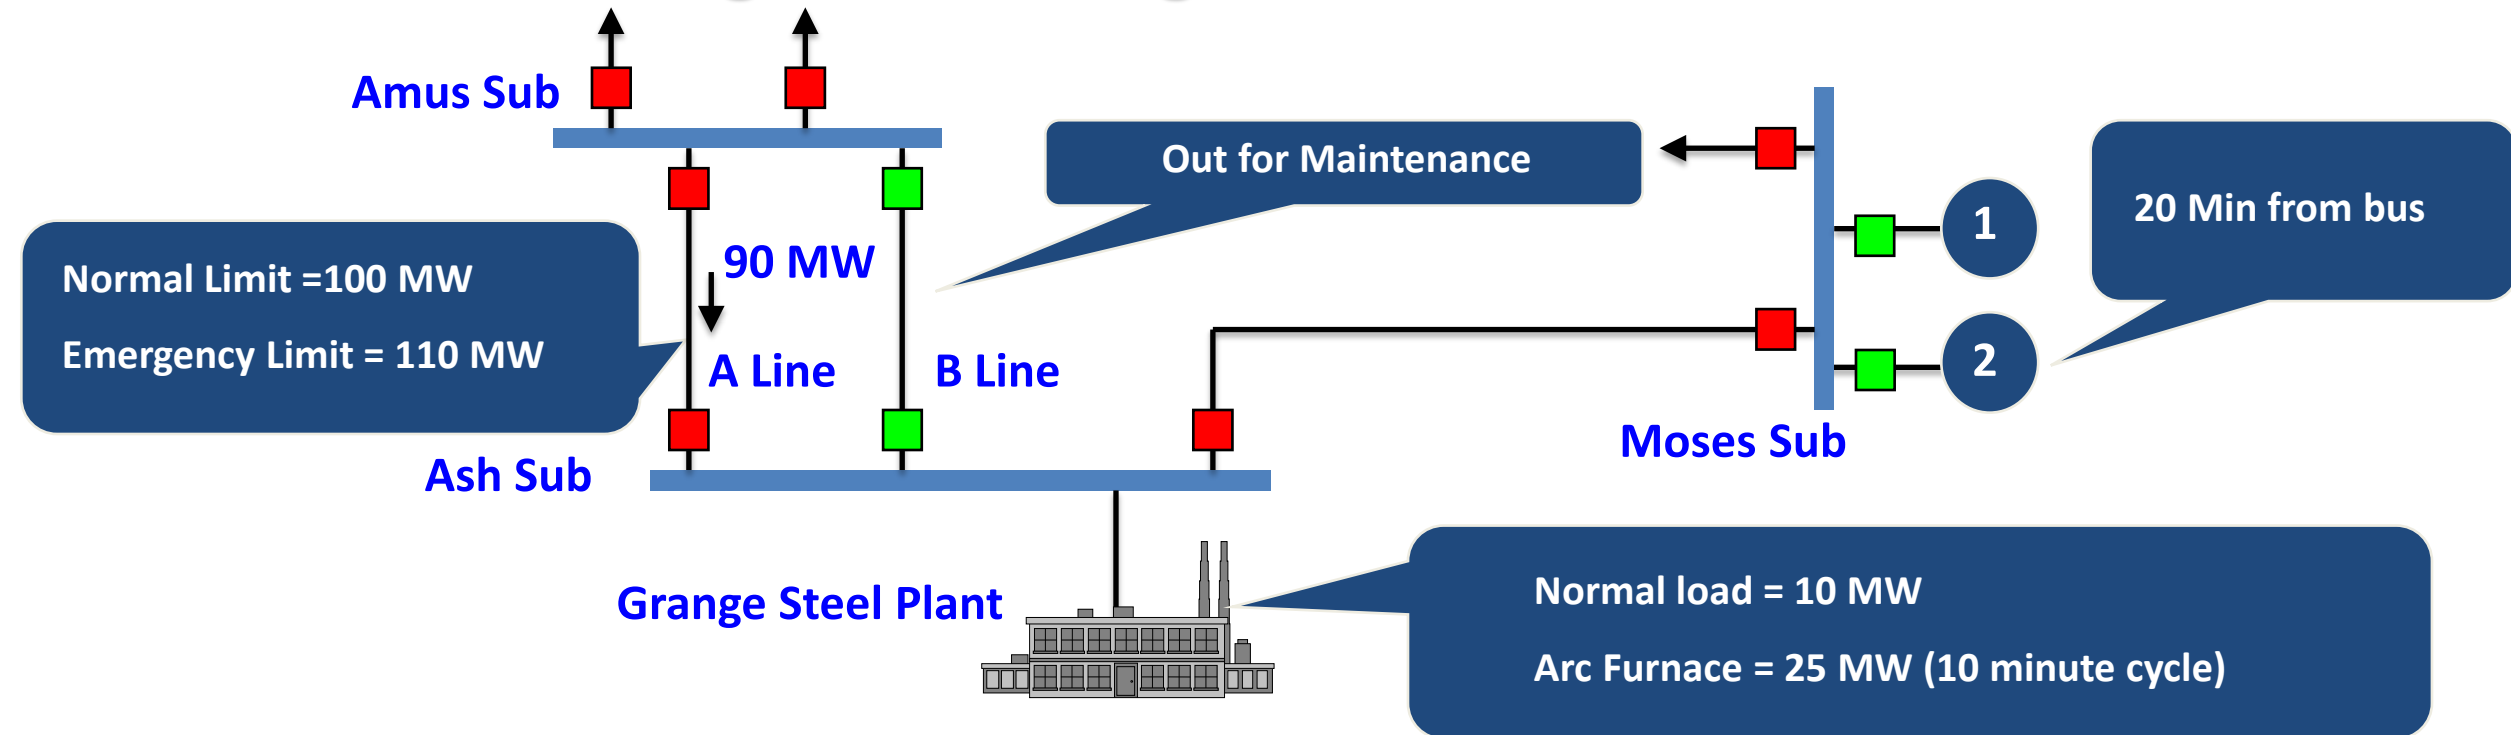 Amus Sub
Out for Maintenance
1
20 Min from bus
Normal Limit =100 MW
Emergency Limit = 110 MW
90 MW
A Line
B Line
2
Moses Sub
Ash Sub
Grange Steel Plant
Normal load = 10 MW
Arc Furnace = 25 MW (10 minute cycle)